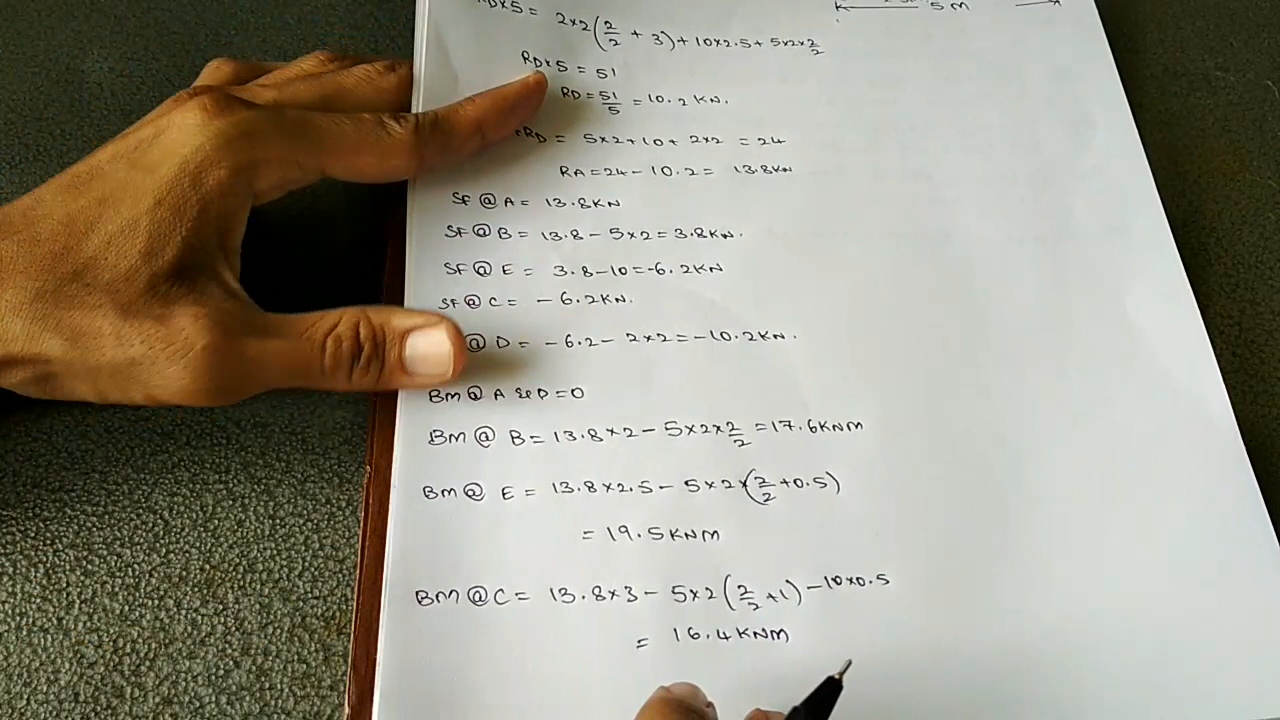 5 m
RD×5 = 2×2(2/2 + 3) + 10×2.5 + 5×2×2/2
RD×5 = 51
RD = 51/5 = 10.2 KN.
RD = 5×2+10+ 2×2 = 24
RA = 24 - 10.2 = 13.8KN
SF @ A = 13.8KN
SF @ B = 13.8 - 5×2 = 3.8KN.
SF @ E = 3.8-10 = -6.2KN
SF @ C = -6.2KN.
@ D = -6.2 - 2×2 = -10.2KN.
BM @ A & D = 0
BM @ B = 13.8×2 - 5×2×2/2 = 17.6KNM
BM @ E = 13.8×2.5 - 5×2×(2/2 +0.5)
= 19.5KNM
BM @ C = 13.8×3 - 5×2(2/2 +1) - 10×0.5
= 16.4KNM